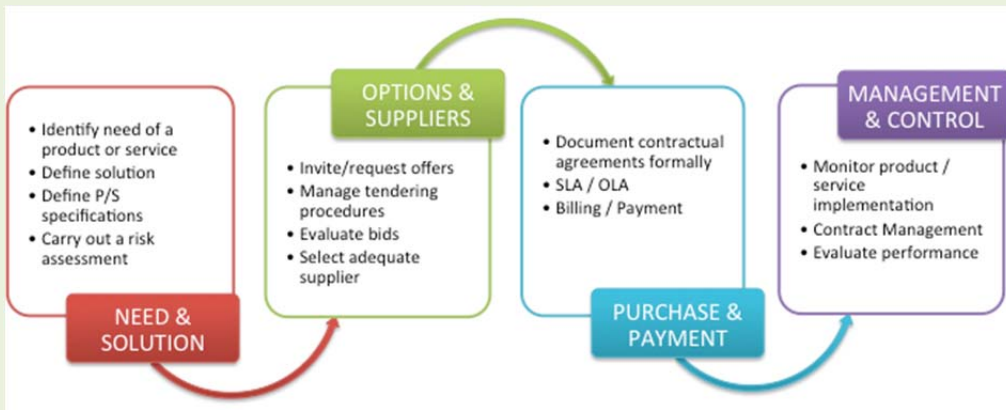 • Identify need of a
product or service
• Define solution
• Define P/S
specifications
• Carry out a risk
assessment
NEED &
SOLUTION
OPTIONS &
SUPPLIERS
• Invite/request offers
• Manage tendering
procedures
• Evaluate bids
• Select adequate
supplier
• Document contractual
agreements formally
• SLA / OLA
• Billing / Payment
PURCHASE &
PAYMENT
MANAGEMENT
& CONTROL
• Monitor product /
service
implementation
• Contract Management
• Evaluate performance